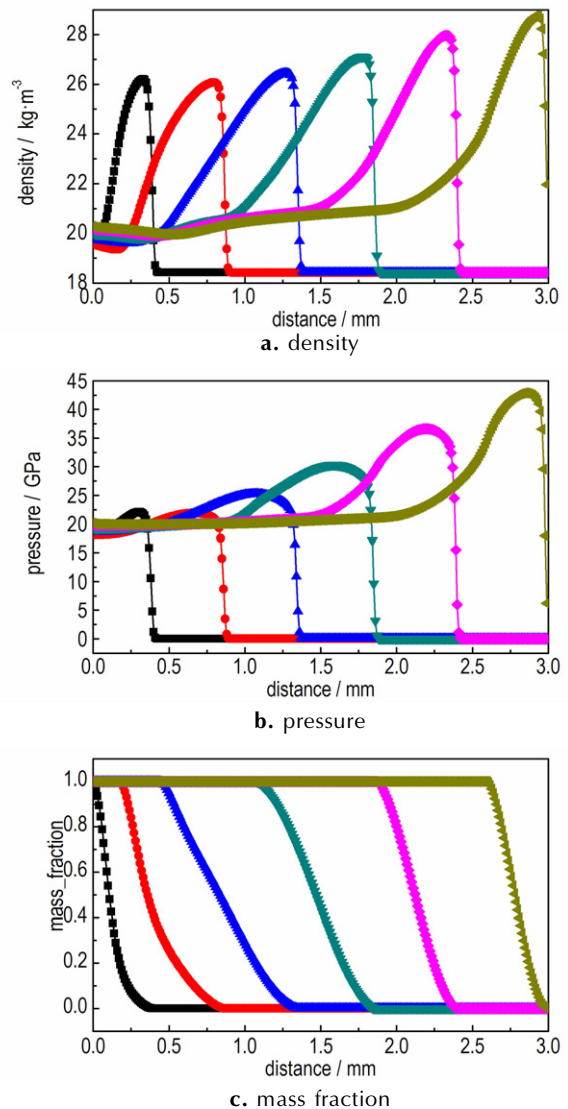 28
26
24
22
20
18
density / kg·m⁻³
0.0 0.5 1.0 1.5 2.0 2.5 3.0
distance / mm
a. density
45
40
35
30
25
20
15
10
5
0
pressure / GPa
0.0 0.5 1.0 1.5 2.0 2.5 3.0
distance / mm
b. pressure
1.0
0.8
0.6
0.4
0.2
0.0
mass_fraction
0.0 0.5 1.0 1.5 2.0 2.5 3.0
distance / mm
c. mass fraction